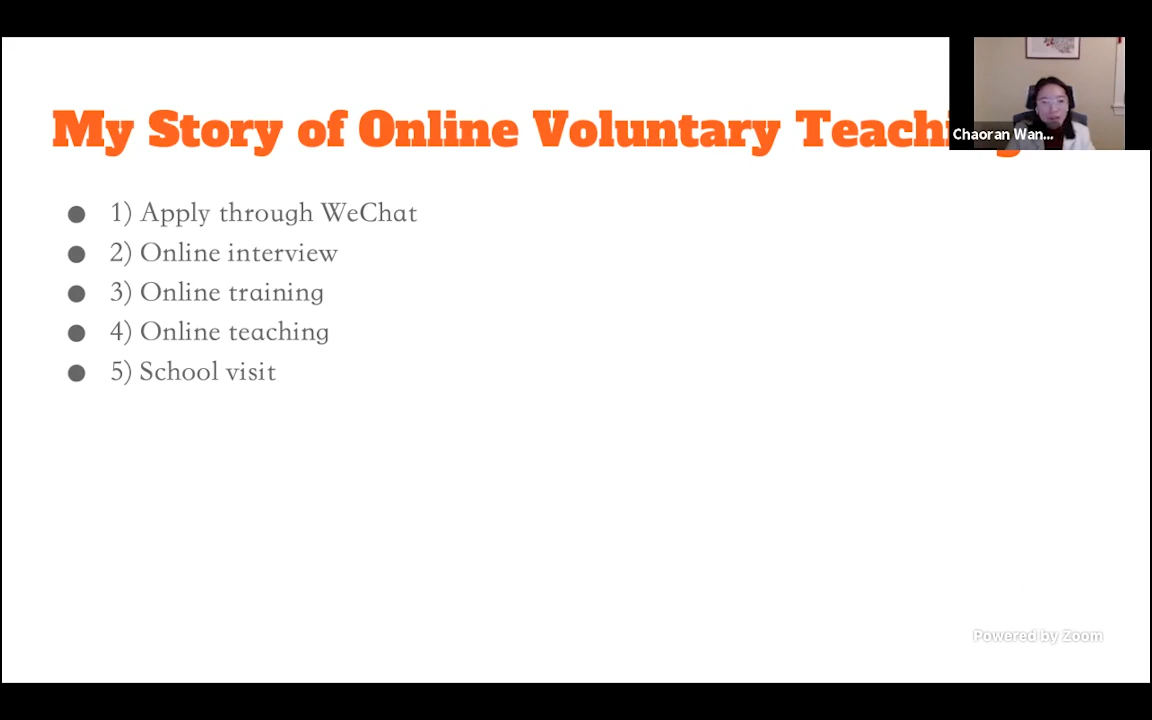 My Story of Online Voluntary Teaching
Chaoran Wan...
● 1) Apply through WeChat
● 2) Online interview
● 3) Online training
● 4) Online teaching
● 5) School visit
Powered by Zoom